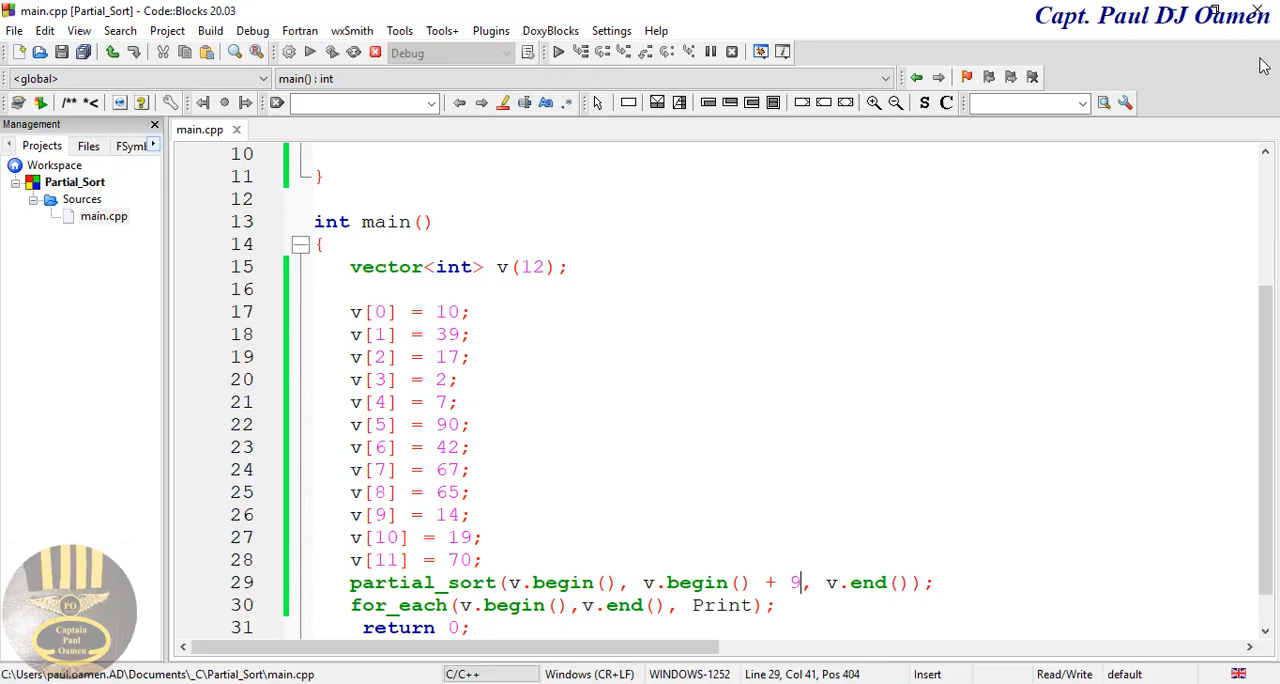 main.cpp [Partial_Sort] - Code::Blocks 20.03
Capt. Paul DJ Oamen
File Edit View Search Project Build Debug Fortran wxSmith Tools Tools+ Plugins DoxyBlocks Settings Help
Debug
<global> main() : int
/** *< S C
Management
main.cpp
Projects Files FSymb
Workspace
Partial_Sort
Sources
main.cpp
10
11 }
12
13 int main()
14 {
15 vector<int> v(12);
16
17 v[0] = 10;
18 v[1] = 39;
19 v[2] = 17;
20 v[3] = 2;
21 v[4] = 7;
22 v[5] = 90;
23 v[6] = 42;
24 v[7] = 67;
25 v[8] = 65;
26 v[9] = 14;
27 v[10] = 19;
28 v[11] = 70;
29 partial_sort(v.begin(), v.begin() + 9, v.end());
30 for_each(v.begin(),v.end(), Print);
31 return 0;
PO
Captain
Paul
Oamen
C:\Users\paul.oamen.AD\Documents\_C\Partial_Sort\main.cpp C/C++ Windows (CR+LF) WINDOWS-1252 Line 29, Col 41, Pos 404 Insert Read/Write default